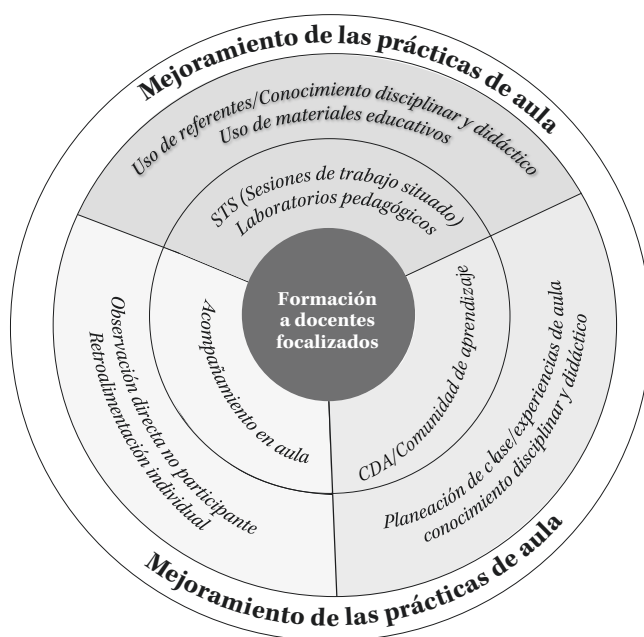 Mejoramiento de las prácticas de aula
Uso de referentes/Conocimiento disciplinar y didáctico
Uso de materiales educativos
STS (Sesiones de trabajo situado)
Laboratorios pedagógicos
Formación
a docentes
focalizados
Acompañamiento en aula
Observación directa no participante
Retroalimentación individual
CDA/Comunidad de aprendizaje
Planeación de clase/experiencias de aula
conocimiento disciplinar y didáctico
Mejoramiento de las prácticas de aula